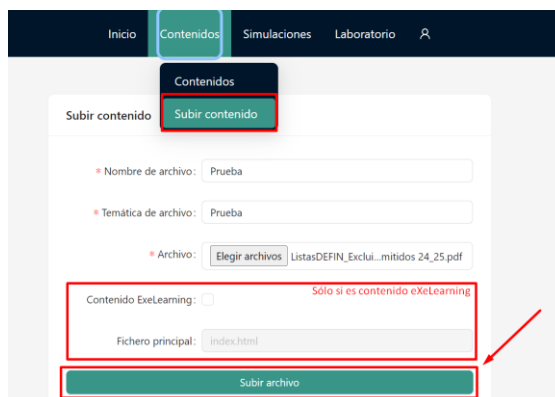 Inicio Contenidos Simulaciones Laboratorio
Contenidos
Subir contenido
Subir contenido
* Nombre de archivo: Prueba
* Temática de archivo: Prueba
* Archivo: Elegir archivos ListasDEFIN_Exclui...mitidos 24_25.pdf
Sólo si es contenido eXeLearning
Contenido ExeLearning:
Fichero principal: index.html
Subir archivo